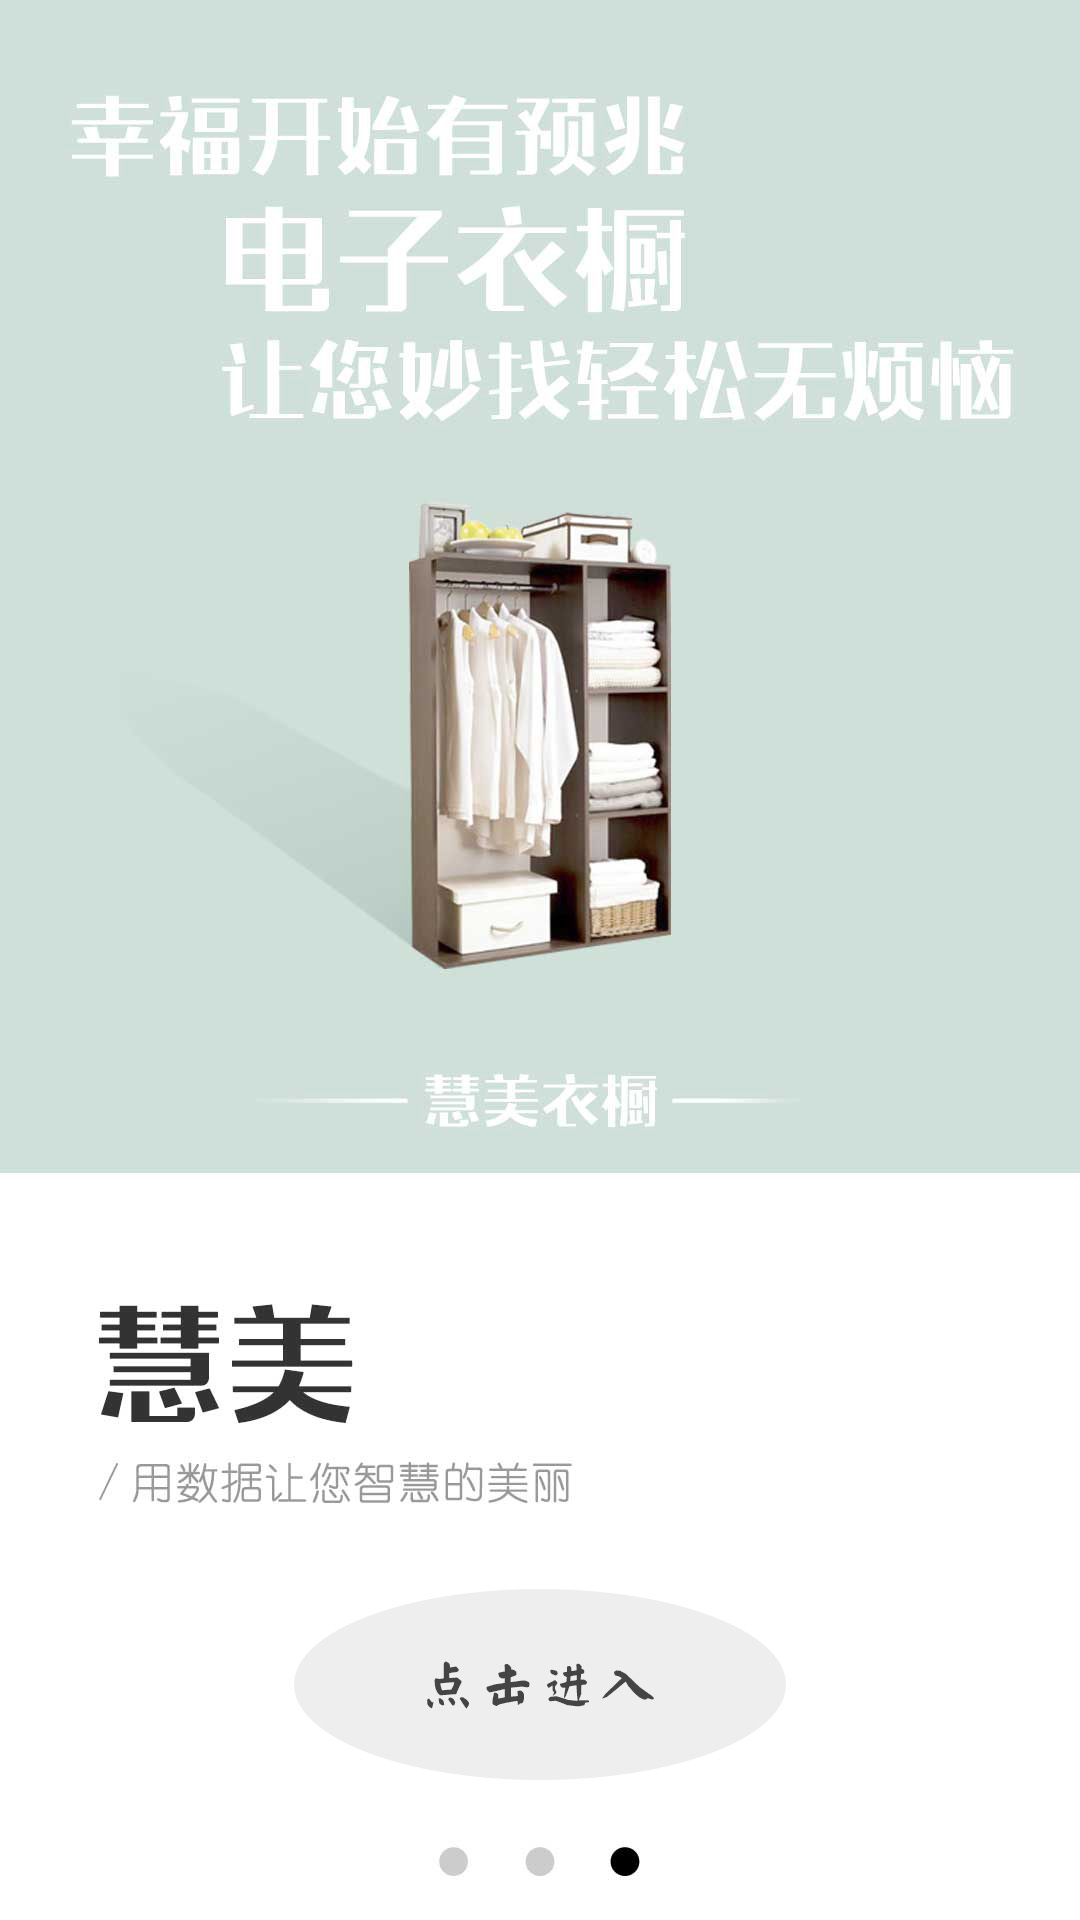 幸福开始有预兆
电子衣橱
让您妙找轻松无烦恼
慧美衣橱
慧美
/ 用数据让您智慧的美丽
点击进入